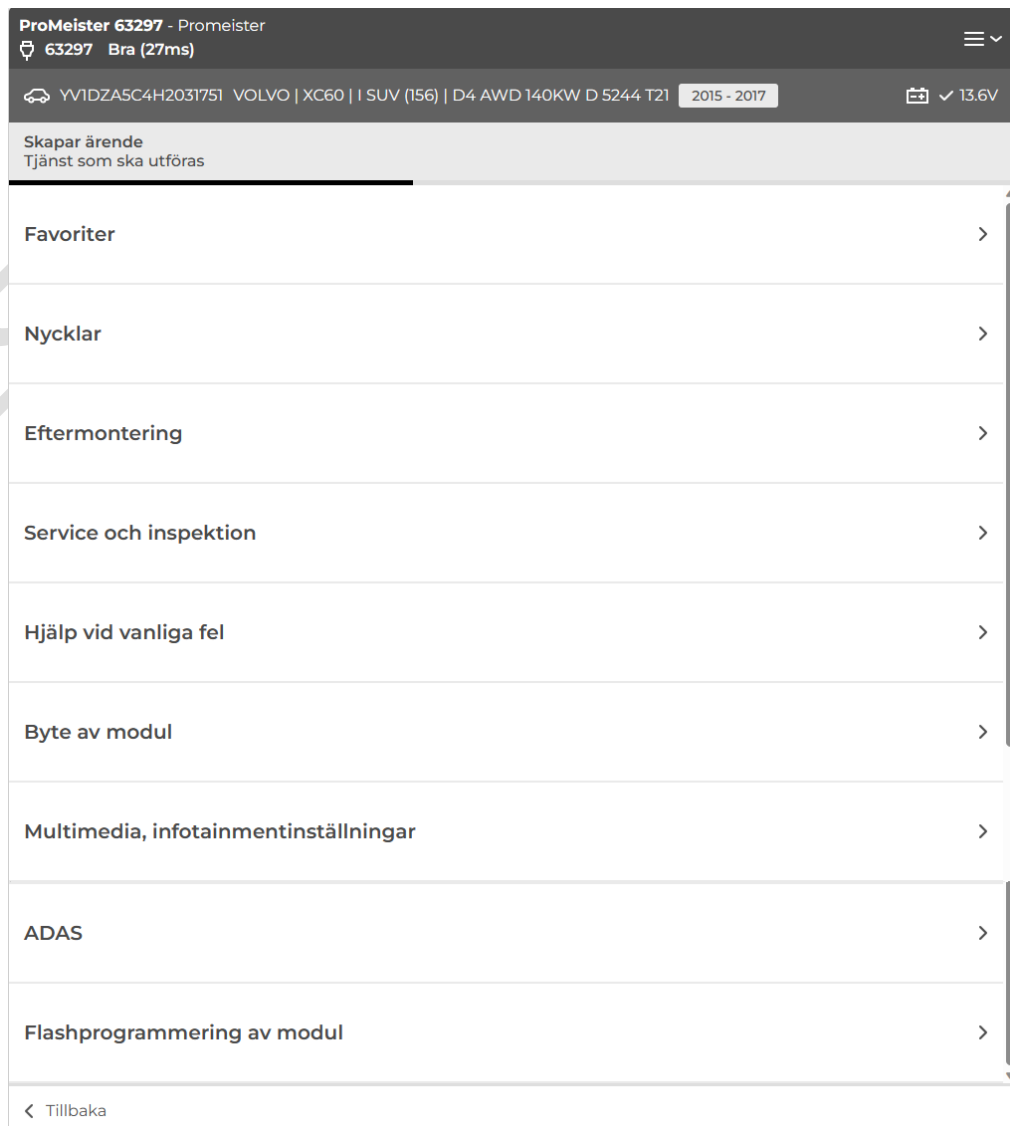 ProMeister 63297 - Promeister
63297 Bra (27ms)
YV1DZA5C4H2031751 VOLVO | XC60 | I SUV (156) | D4 AWD 140KW D 5244 T21 2015 - 2017 13.6V
Skapar ärende
Tjänst som ska utföras
Favoriter
Nycklar
Eftermontering
Service och inspektion
Hjälp vid vanliga fel
Byte av modul
Multimedia, infotainmentinställningar
ADAS
Flashprogrammering av modul
Tillbaka